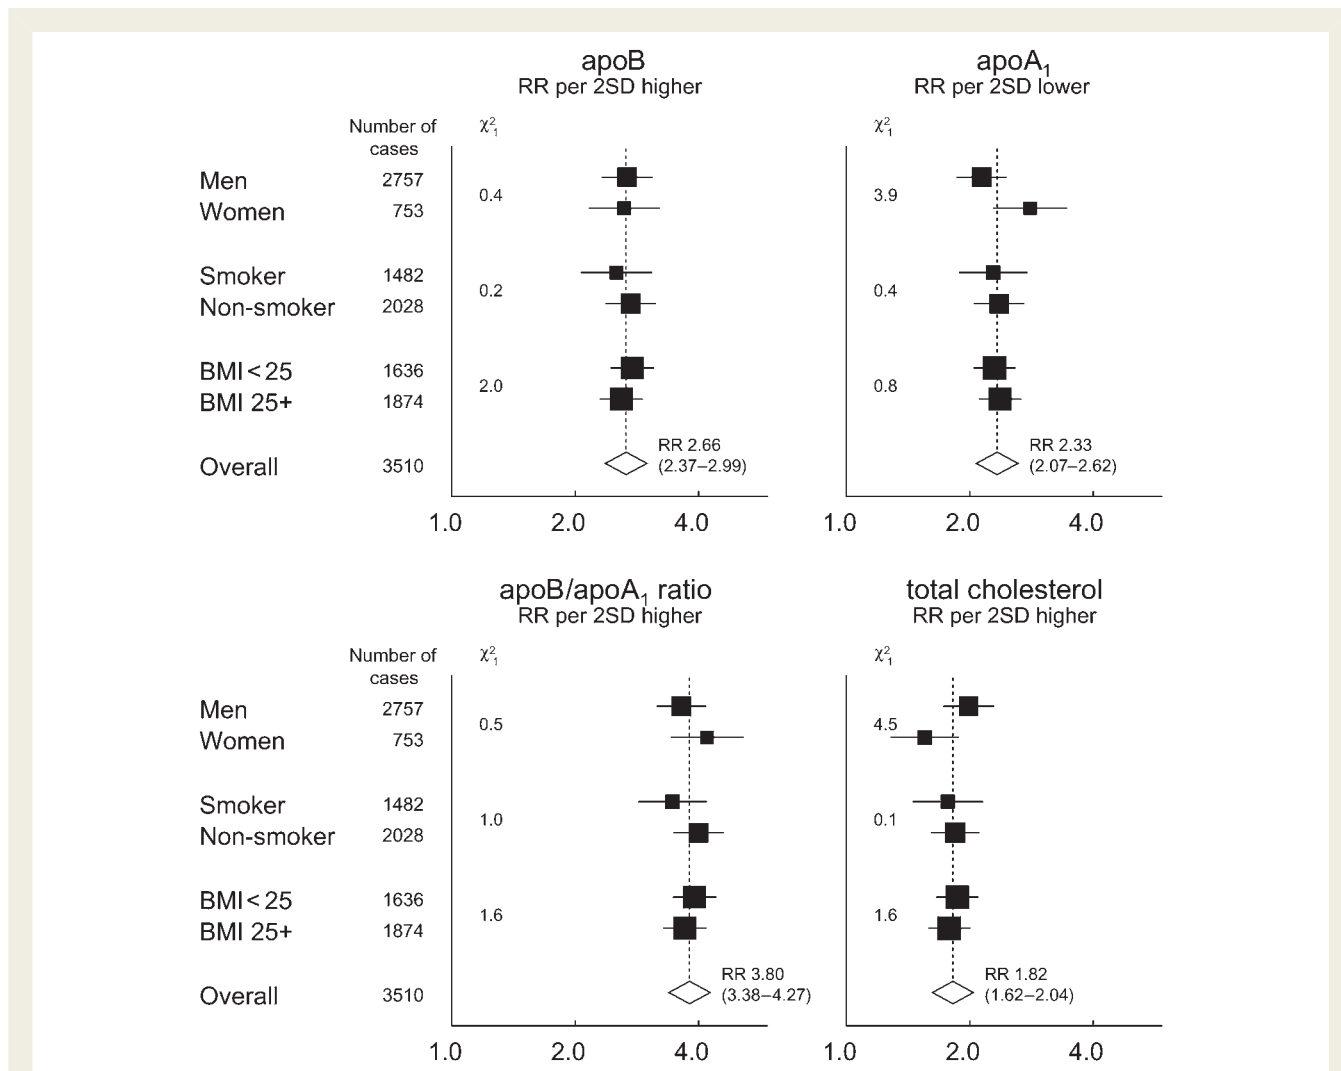 apoB
RR per 2SD higher
apoA1
RR per 2SD lower
Number of cases χ²1 χ²1
Men 2757 0.4 3.9
Women 753
Smoker 1482 0.2 0.4
Non-smoker 2028
BMI < 25 1636 2.0 0.8
BMI 25+ 1874
RR 2.66 RR 2.33
Overall 3510 (2.37–2.99) (2.07–2.62)
1.0 2.0 4.0 1.0 2.0 4.0
apoB/apoA1 ratio
RR per 2SD higher
total cholesterol
RR per 2SD higher
Number of cases χ²1 χ²1
Men 2757 0.5 4.5
Women 753
Smoker 1482 1.0 0.1
Non-smoker 2028
BMI < 25 1636 1.6 1.6
BMI 25+ 1874
RR 3.80 RR 1.82
Overall 3510 (3.38–4.27) (1.62–2.04)
1.0 2.0 4.0 1.0 2.0 4.0